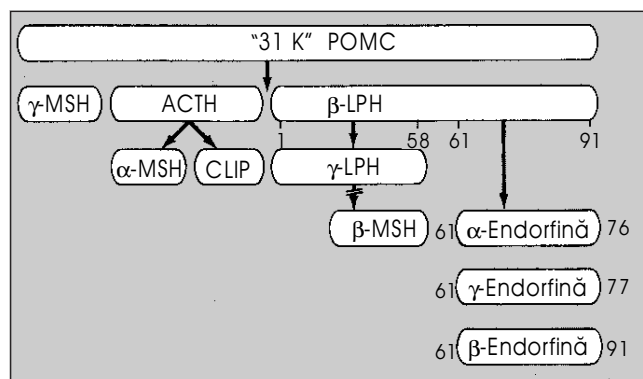 "31 K" POMC
γ-MSH ACTH β-LPH
1 58 61 91
α-MSH CLIP γ-LPH
β-MSH 61 α-Endorfină 76
61 γ-Endorfină 77
61 β-Endorfină 91